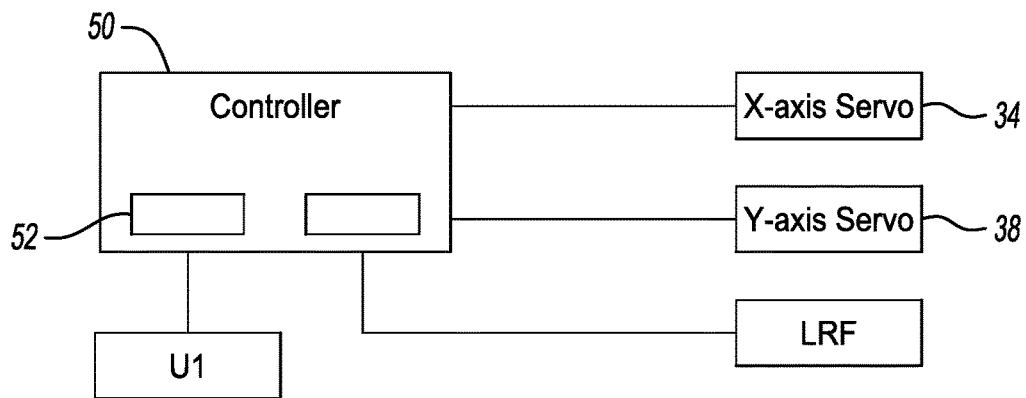 50
Controller
X-axis Servo
34
52
Y-axis Servo
38
U1
LRF